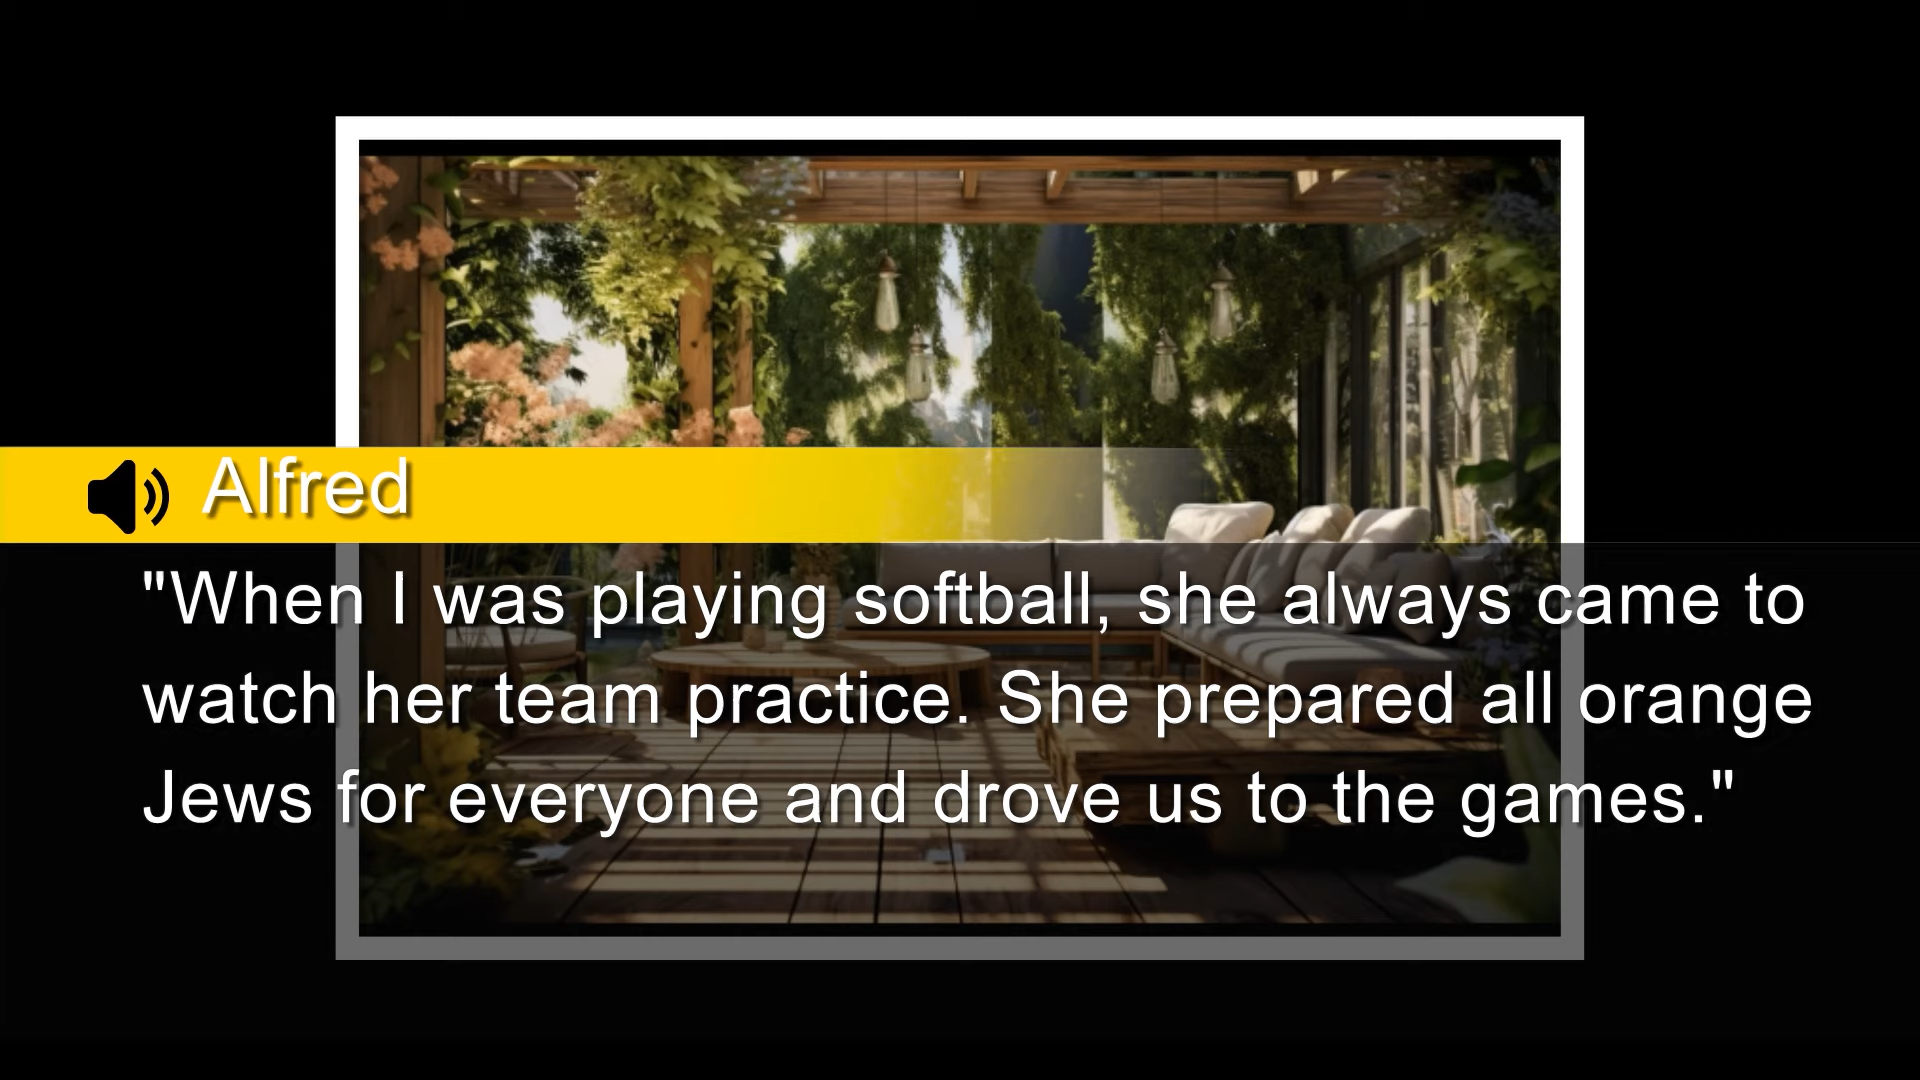 Alfred
"When I was playing softball, she always came to
watch her team practice. She prepared all orange
Jews for everyone and drove us to the games."